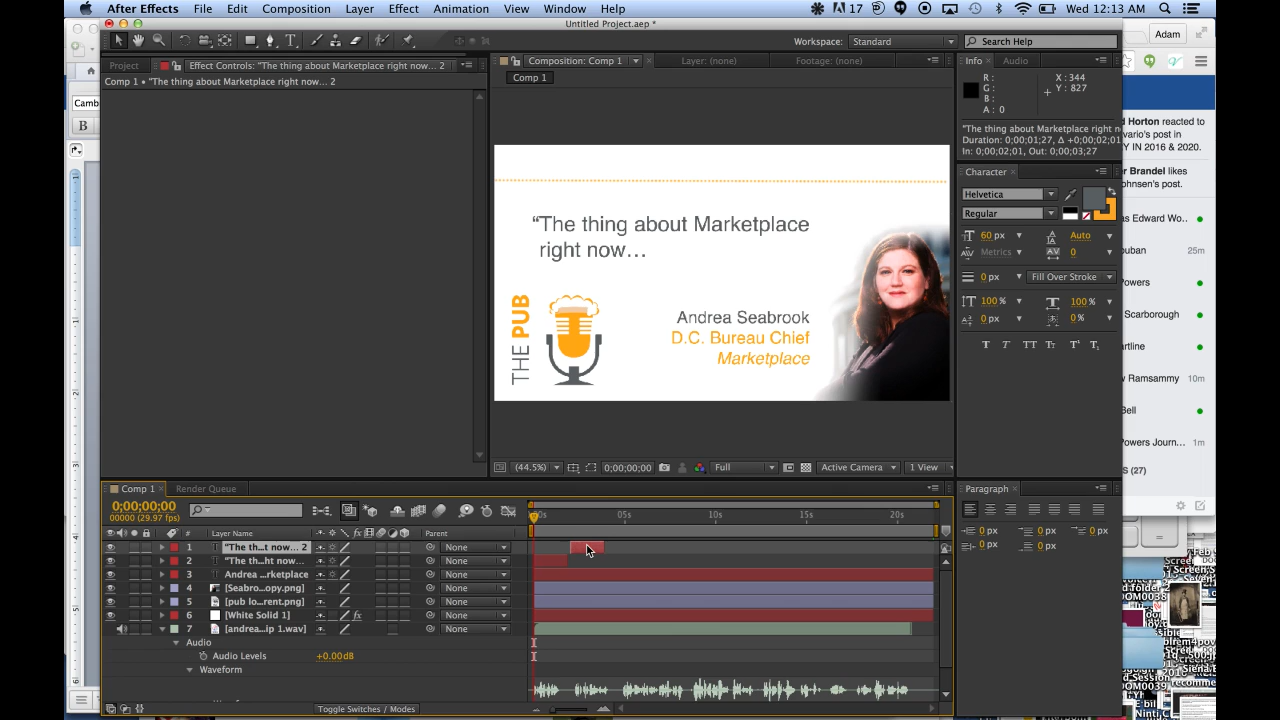 After Effects File Edit Composition Layer Effect Animation View Window Help
17
Wed 12:13 AM
Untitled Project.aep *
Adam
Workspace: Standard
Search Help
Project
Effect Controls: "The thing about Marketplace right now... 2
Composition: Comp 1
Layer: (none)
Footage: (none)
Info
Audio
Comp 1 • "The thing about Marketplace right now... 2
Comp 1
R:
G:
B:
A: 0
X: 344
Y: 827
"The thing about Marketplace right n
Duration: 0;00;01;27, Δ +0;00;02;01
In: 0;00;02;01, Out: 0;00;03;27
Camb
B
Character
Helvetica
Regular
60 px
Auto
Metrics
0
0 px
Fill Over Stroke
100 %
100 %
0 px
0 %
“The thing about Marketplace
right now…
THE PUB
Andrea Seabrook
D.C. Bureau Chief
Marketplace
d Horton reacted to
vario's post in
Y IN 2016 & 2020.
er Brandel likes
ohnsen's post.
as Edward Wo..
ouban
25m
Powers
Scarborough
artline
w Ramsammy
10m
Bell
Powers Journ...
1m
S (27)
(44.5%)
0;00;00;00
Full
Active Camera
1 View
Comp 1
Render Queue
Paragraph
0;00;00;00
00000 (29.97 fps)
05s
10s
15s
20s
# Layer Name
Parent
1 "The th...t now... 2
None
2 "The th...ht now...
None
3 Andrea ...rketplace
None
4 [Seabro...opy.png]
None
5 [pub lo...rent.png]
None
6 [White Solid 1]
None
7 [andrea...ip 1.wav]
None
Audio
Audio Levels
+0.00dB
Waveform
Toggle Switches / Modes
0 px
0 px
0 px
0 px
0 px